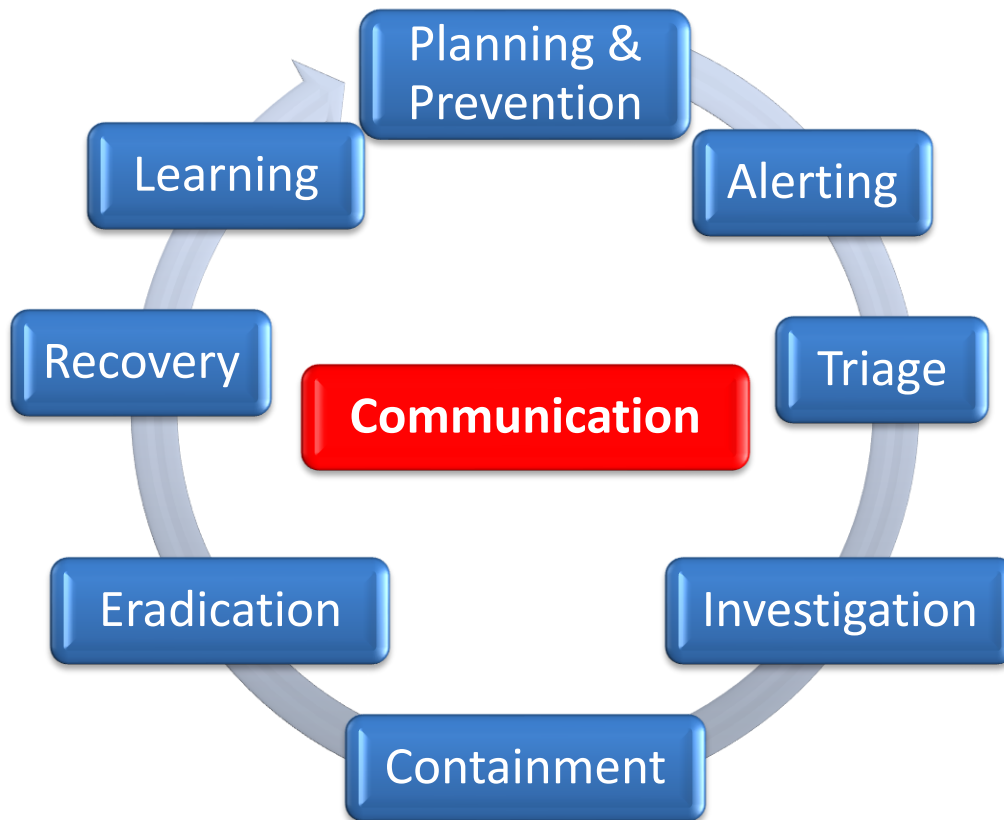 Planning &
Prevention
Alerting
Triage
Investigation
Containment
Eradication
Recovery
Learning
Communication